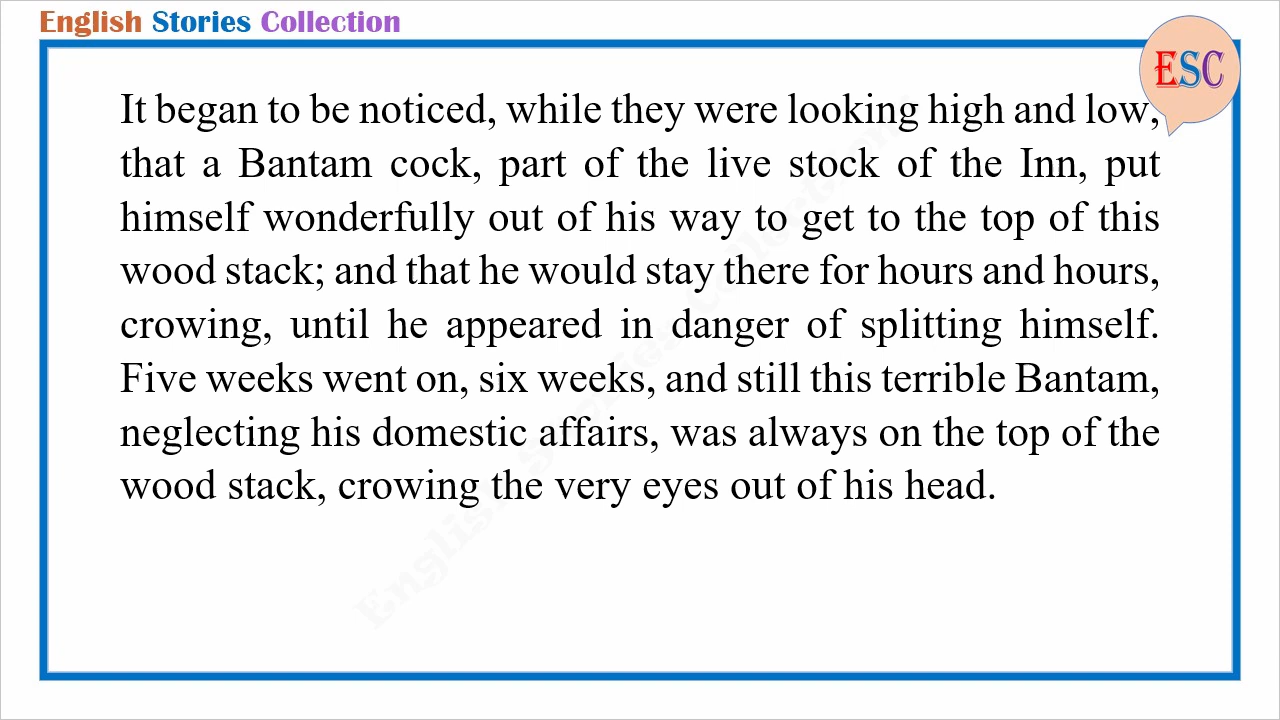 English Stories Collection
ESC
It began to be noticed, while they were looking high and low,
that a Bantam cock, part of the live stock of the Inn, put
himself wonderfully out of his way to get to the top of this
wood stack; and that he would stay there for hours and hours,
crowing, until he appeared in danger of splitting himself.
Five weeks went on, six weeks, and still this terrible Bantam,
neglecting his domestic affairs, was always on the top of the
wood stack, crowing the very eyes out of his head.
English Stories Collection